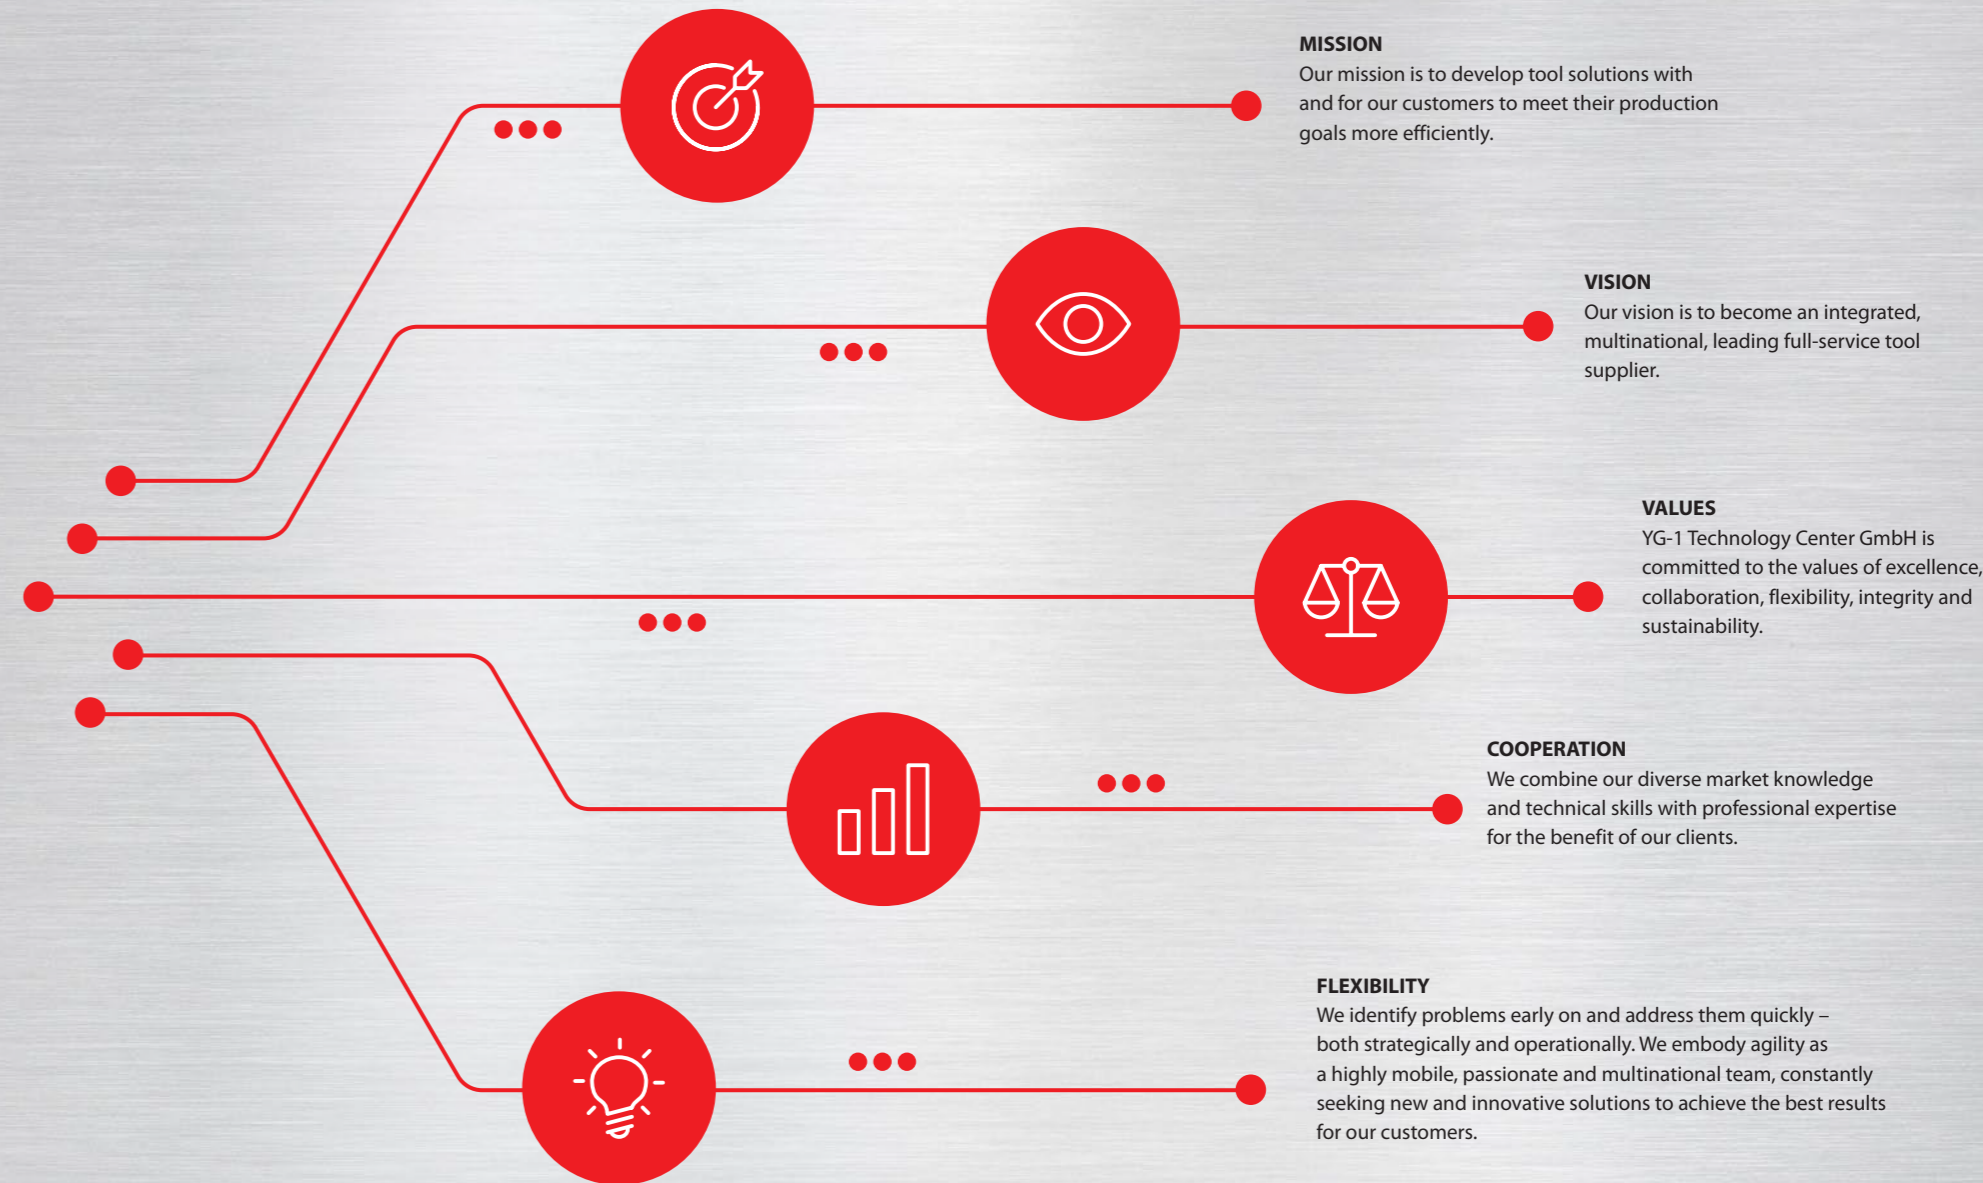 MISSION
Our mission is to develop tool solutions with
and for our customers to meet their production
goals more efficiently.
VISION
Our vision is to become an integrated,
multinational, leading full-service tool
supplier.
VALUES
YG-1 Technology Center GmbH is
committed to the values of excellence,
collaboration, flexibility, integrity and
sustainability.
COOPERATION
We combine our diverse market knowledge
and technical skills with professional expertise
for the benefit of our clients.
FLEXIBILITY
We identify problems early on and address them quickly –
both strategically and operationally. We embody agility as
a highly mobile, passionate and multinational team, constantly
seeking new and innovative solutions to achieve the best results
for our customers.